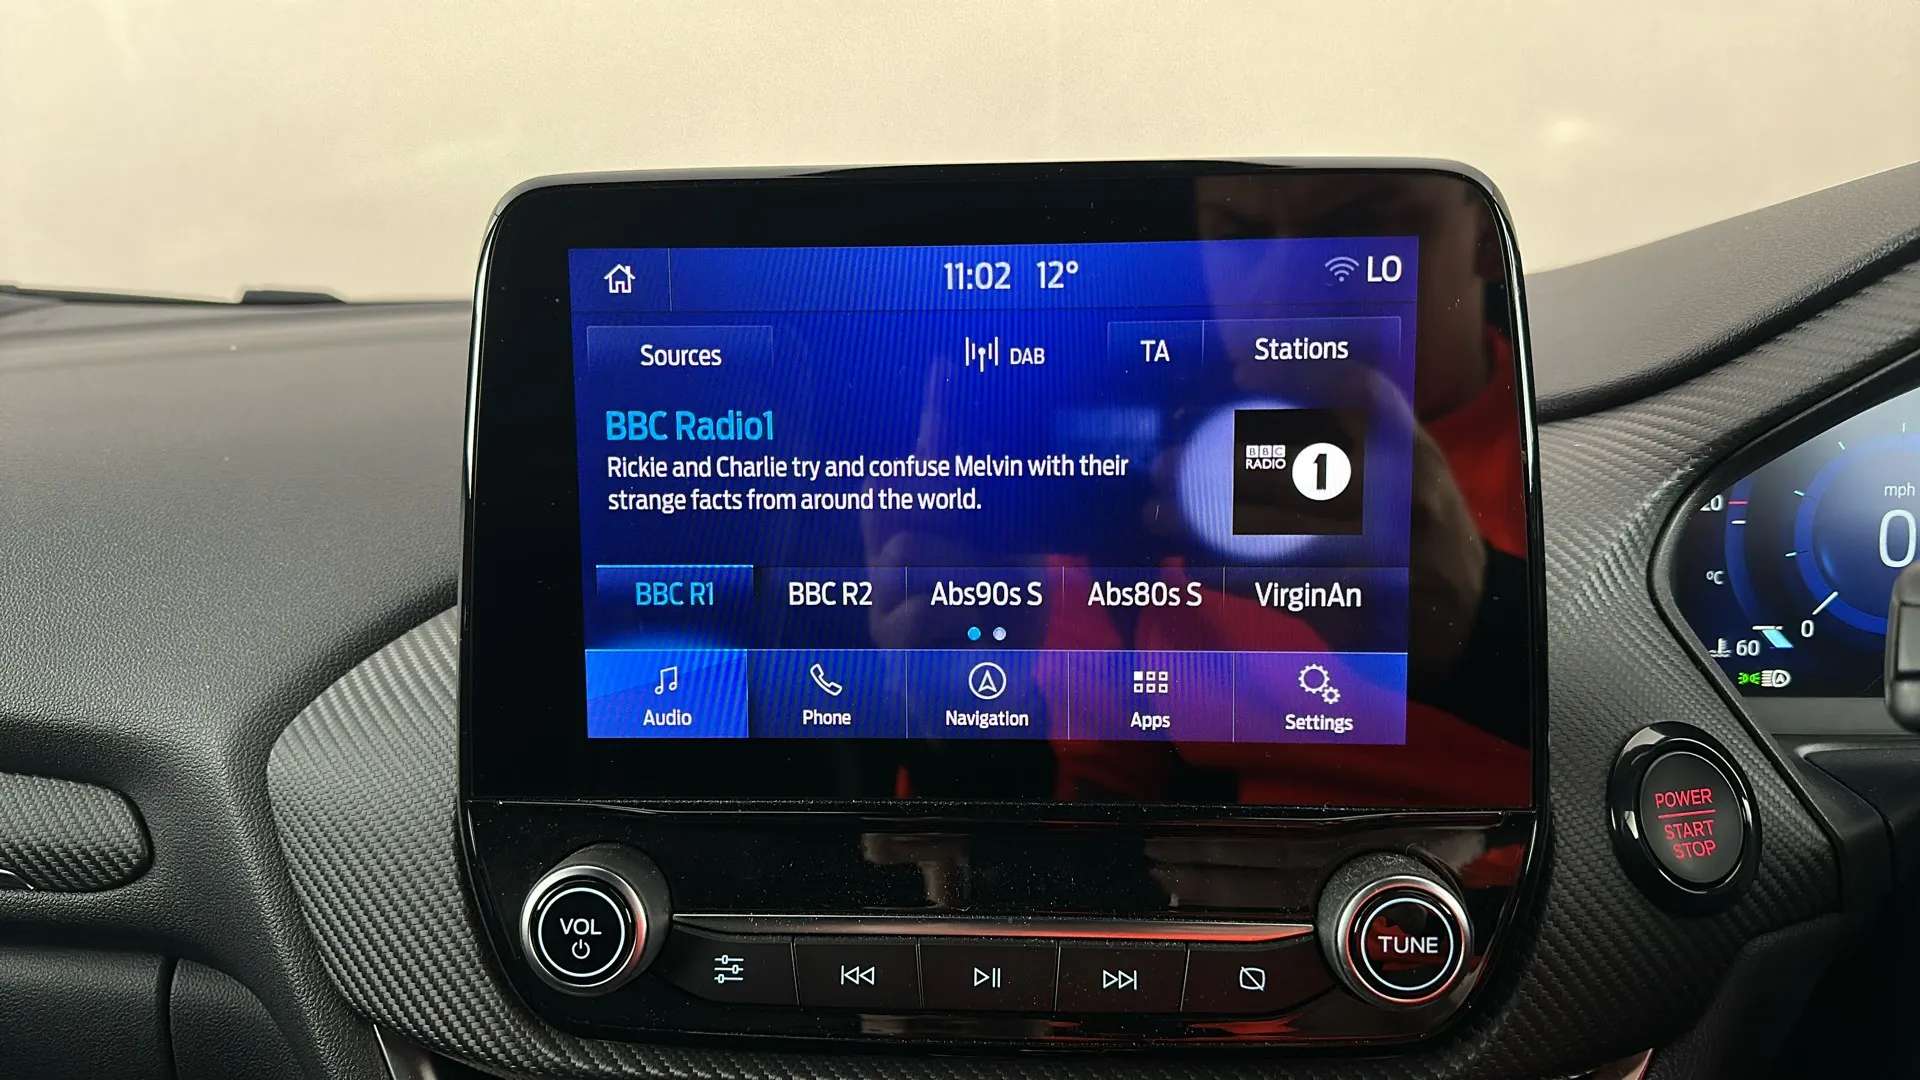 11:02 12° LO
Sources DAB TA Stations
BBC Radio1
Rickie and Charlie try and confuse Melvin with their
strange facts from around the world.
BBC
RADIO 1
BBC R1 BBC R2 Abs90s S Abs80s S VirginAn
Audio Phone Navigation Apps Settings
VOL
TUNE
mph
0
°C
60
0
A
POWER
START
STOP